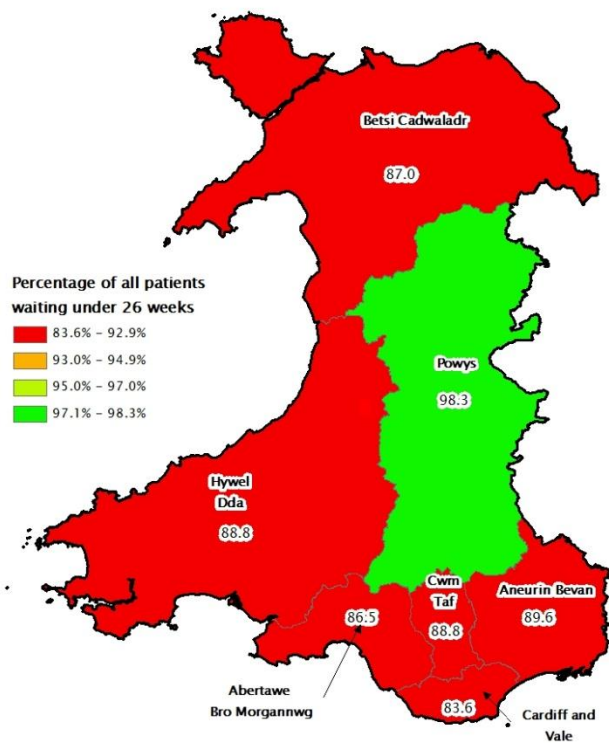 Betsi Cadwaladr
87.0
Percentage of all patients
waiting under 26 weeks
83.6% - 92.9%
93.0% - 94.9%
95.0% - 97.0%
97.1% - 98.3%
Powys
98.3
Hywel
Dda
88.8
Cwm
Taf
88.8
Aneurin Bevan
89.6
86.5
Abertawe
Bro Morgannwg
83.6
Cardiff and
Vale